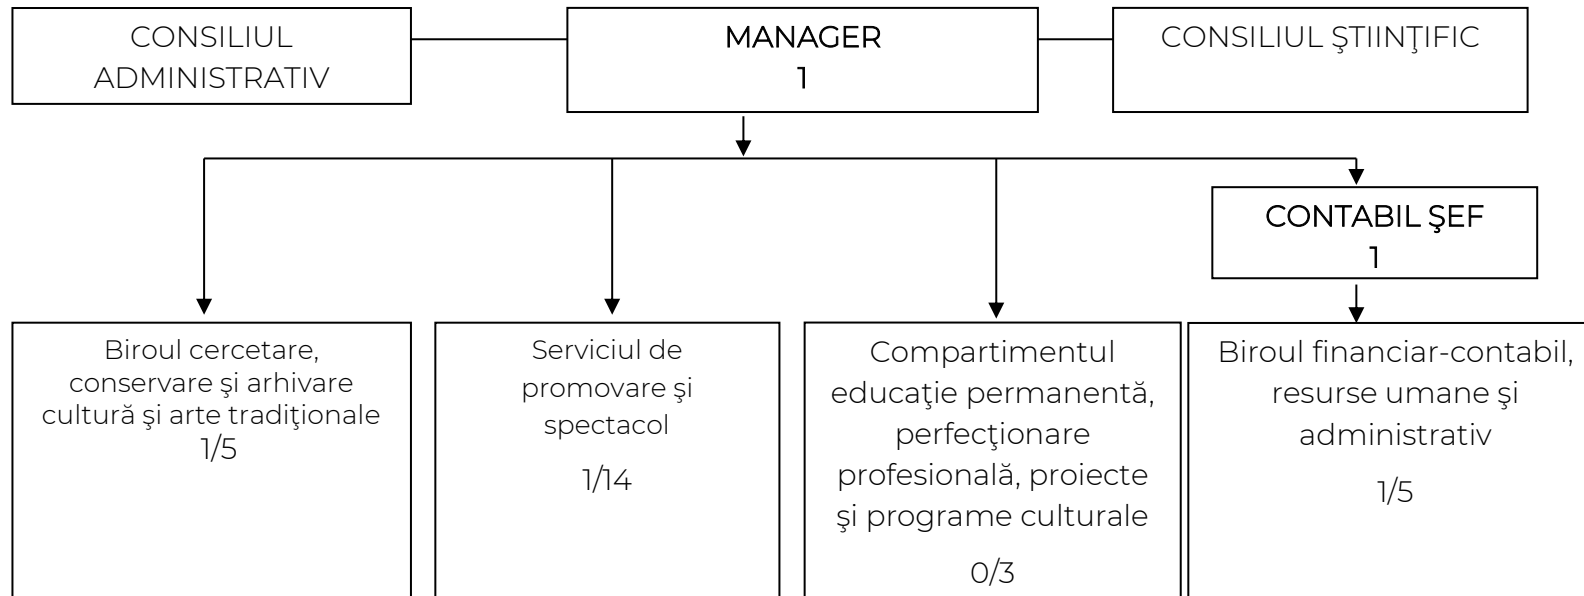 CONSILIUL
ADMINISTRATIV
MANAGER
1
CONSILIUL ŞTIINŢIFIC
CONTABIL ŞEF
1
Biroul cercetare,
conservare şi arhivare
cultură şi arte tradiţionale
1/5
Serviciul de
promovare şi
spectacol
1/14
Compartimentul
educaţie permanentă,
perfecţionare
profesională, proiecte
şi programe culturale
0/3
Biroul financiar-contabil,
resurse umane şi
administrativ
1/5